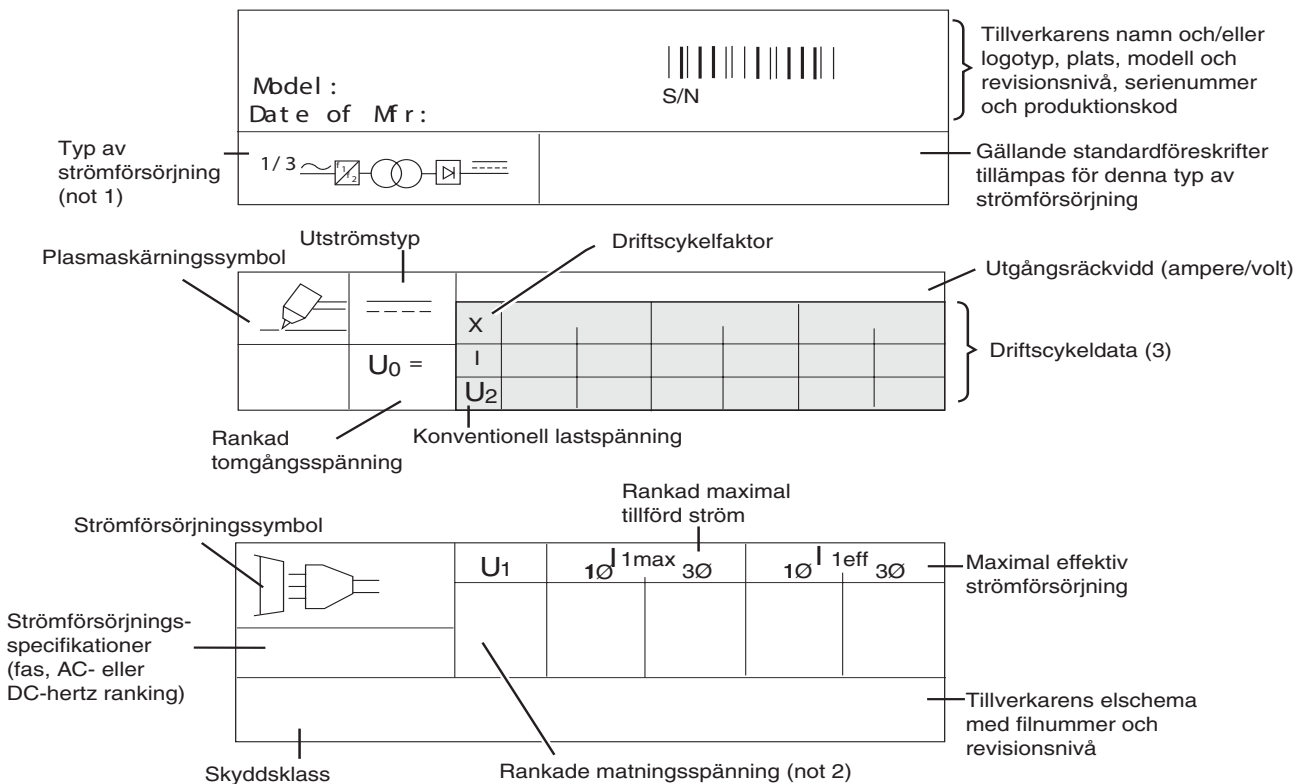 Model:
Date of Mfr:
S/N
Tillverkarens namn och/eller
logotyp, plats, modell och
revisionsnivå, serienummer
och produktionskod
Typ av
strömförsörjning
(not 1)
1/3
f1
f2
Gällande standardföreskrifter
tillämpas för denna typ av
strömförsörjning
Plasmaskärningssymbol
Utströmstyp
Driftscykelfaktor
Utgångsräckvidd (ampere/volt)
X
I
U2
U0 =
Driftscykeldata (3)
Rankad
tomgångsspänning
Konventionell lastspänning
Rankad maximal
tillförd ström
Strömförsörjningssymbol
U1
1Ø I 1max 3Ø
1Ø I 1eff 3Ø
Maximal effektiv
strömförsörjning
Strömförsörjnings-
specifikationer
(fas, AC- eller
DC-hertz ranking)
Tillverkarens elschema
med filnummer och
revisionsnivå
Skyddsklass
Rankade matningsspänning (not 2)